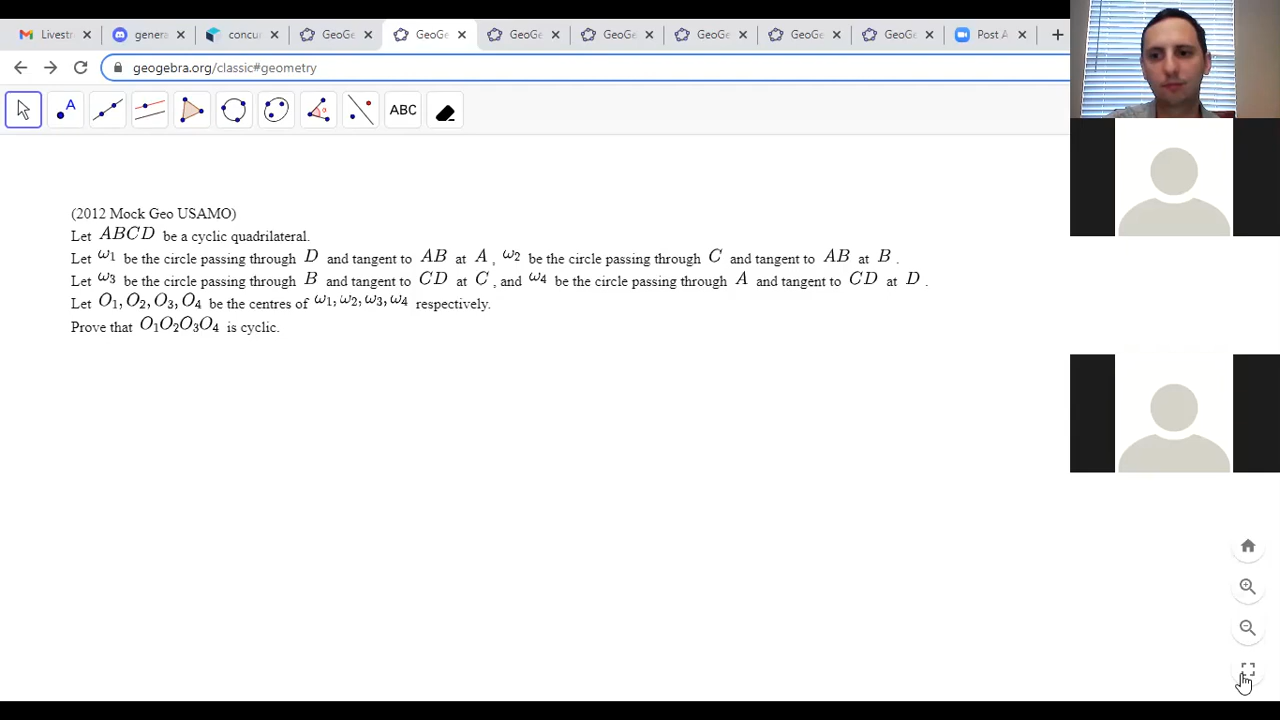 Livestr
genera
concu
GeoGe
GeoGe
GeoGe
GeoGe
GeoGe
GeoGe
GeoGe
Post A
geogebra.org/classic#geometry
A
ABC
(2012 Mock Geo USAMO)
Let ABCD be a cyclic quadrilateral.
Let ω1 be the circle passing through D and tangent to AB at A , ω2 be the circle passing through C and tangent to AB at B .
Let ω3 be the circle passing through B and tangent to CD at C , and ω4 be the circle passing through A and tangent to CD at D .
Let O1, O2, O3, O4 be the centres of ω1, ω2, ω3, ω4 respectively.
Prove that O1O2O3O4 is cyclic.